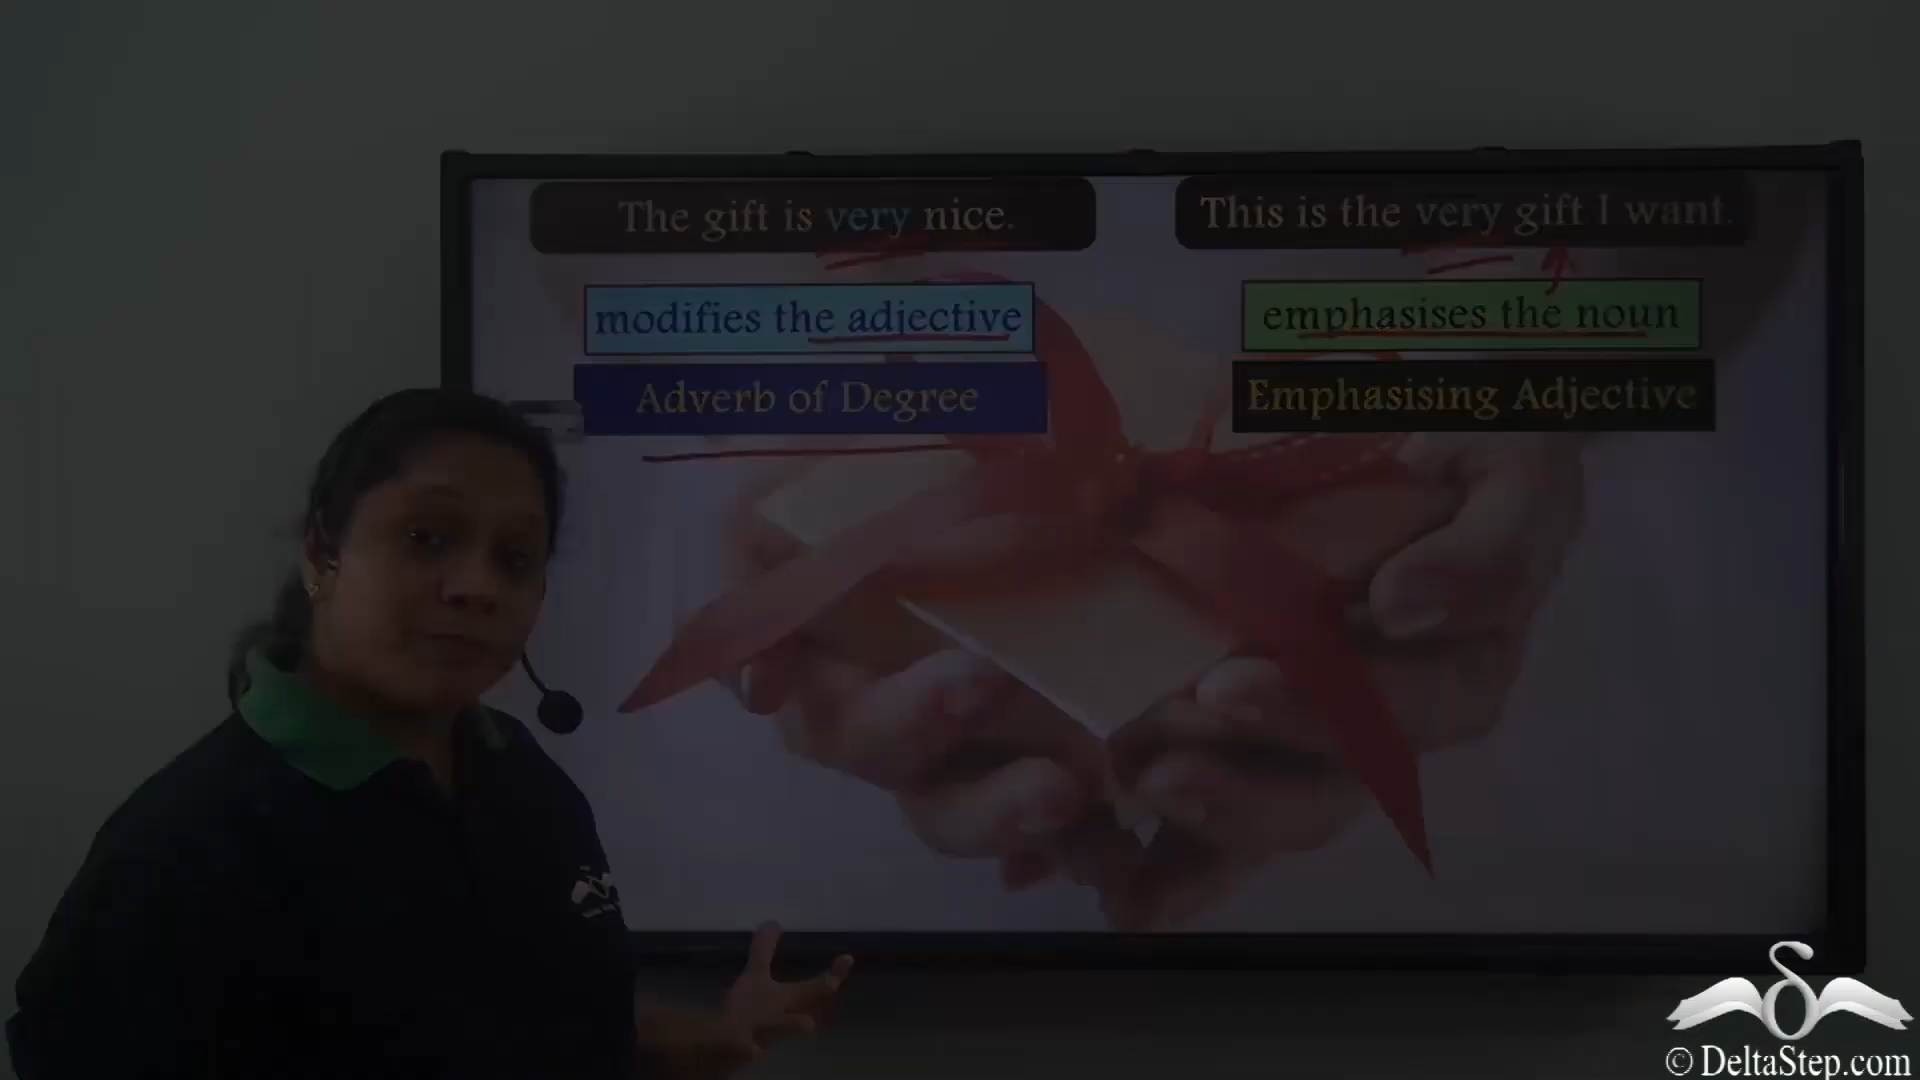 The gift is very nice.
modifies the adjective
Adverb of Degree
This is the very gift I want.
emphasises the noun
Emphasising Adjective
© DeltaStep.com